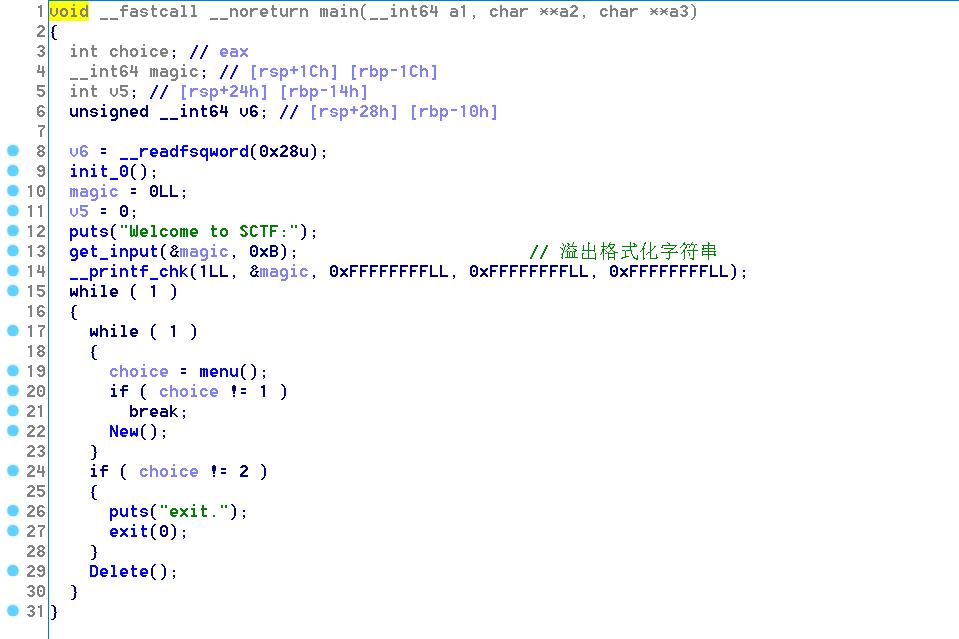 1 void __fastcall __noreturn main(__int64 a1, char **a2, char **a3)
2 {
3   int choice; // eax
4   __int64 magic; // [rsp+1Ch] [rbp-1Ch]
5   int v5; // [rsp+24h] [rbp-14h]
6   unsigned __int64 v6; // [rsp+28h] [rbp-10h]
7
8   v6 = __readfsqword(0x28u);
9   init_0();
10   magic = 0LL;
11   v5 = 0;
12   puts("Welcome to SCTF:");
13   get_input(&magic, 0xB);                       // 溢出格式化字符串
14   __printf_chk(1LL, &magic, 0xFFFFFFFFLL, 0xFFFFFFFFLL, 0xFFFFFFFFLL);
15   while ( 1 )
16   {
17     while ( 1 )
18     {
19       choice = menu();
20       if ( choice != 1 )
21         break;
22       New();
23     }
24     if ( choice != 2 )
25     {
26       puts("exit.");
27       exit(0);
28     }
29     Delete();
30   }
31 }